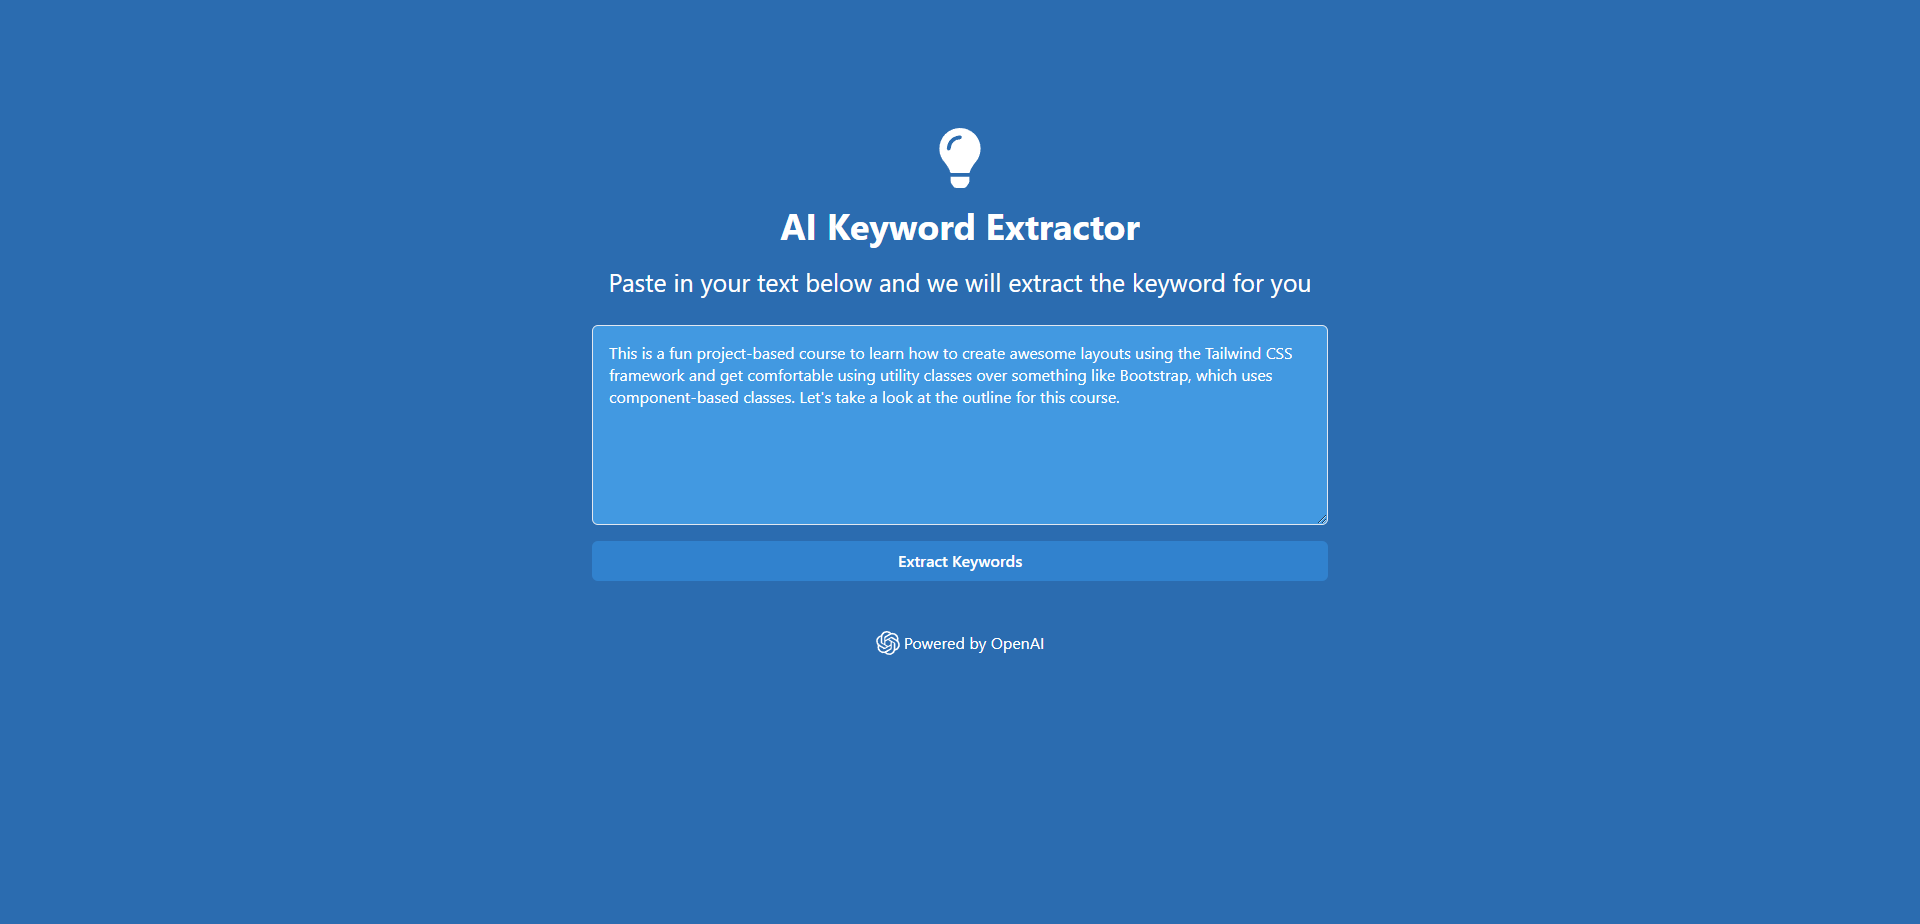 AI Keyword Extractor
Paste in your text below and we will extract the keyword for you
This is a fun project-based course to learn how to create awesome layouts using the Tailwind CSS
framework and get comfortable using utility classes over something like Bootstrap, which uses
component-based classes. Let's take a look at the outline for this course.
Extract Keywords
Powered by OpenAI